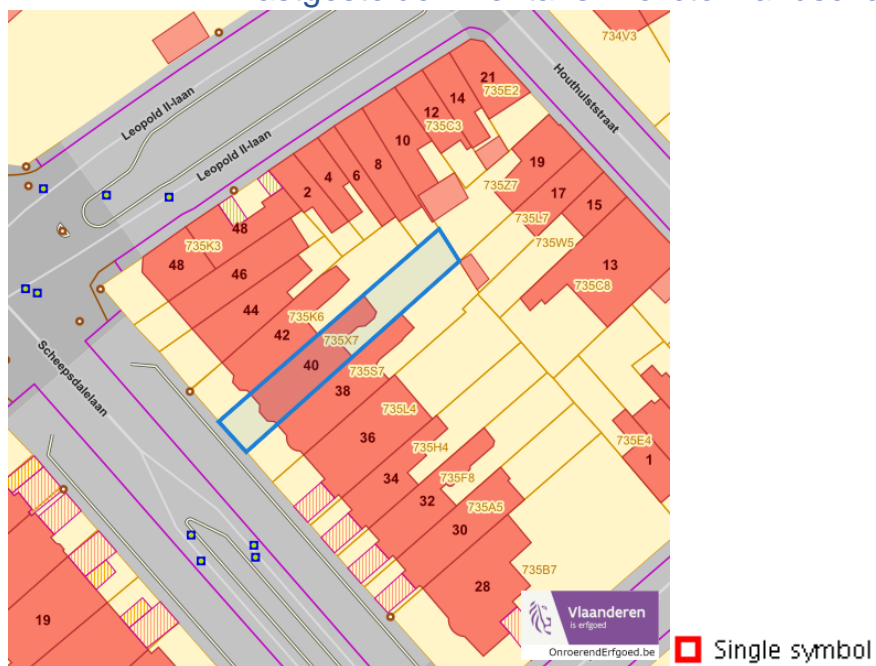 734V3
Leopold II-laan
Leopold II-laan
Houthulststraat
21
735E2
14
12
735C3
10
8
6
4
2
19
735Z7
17
735L7
15
735W5
13
735C8
48
48
735K3
46
44
735K6
42
735X7
40
735S7
38
735L4
36
735H4
34
735F8
32
735A5
30
735B7
28
735E4
1
Scheepsdalelaan
19
Vlaanderen
is erfgoed
OnroerendErfgoed.be
Single symbol